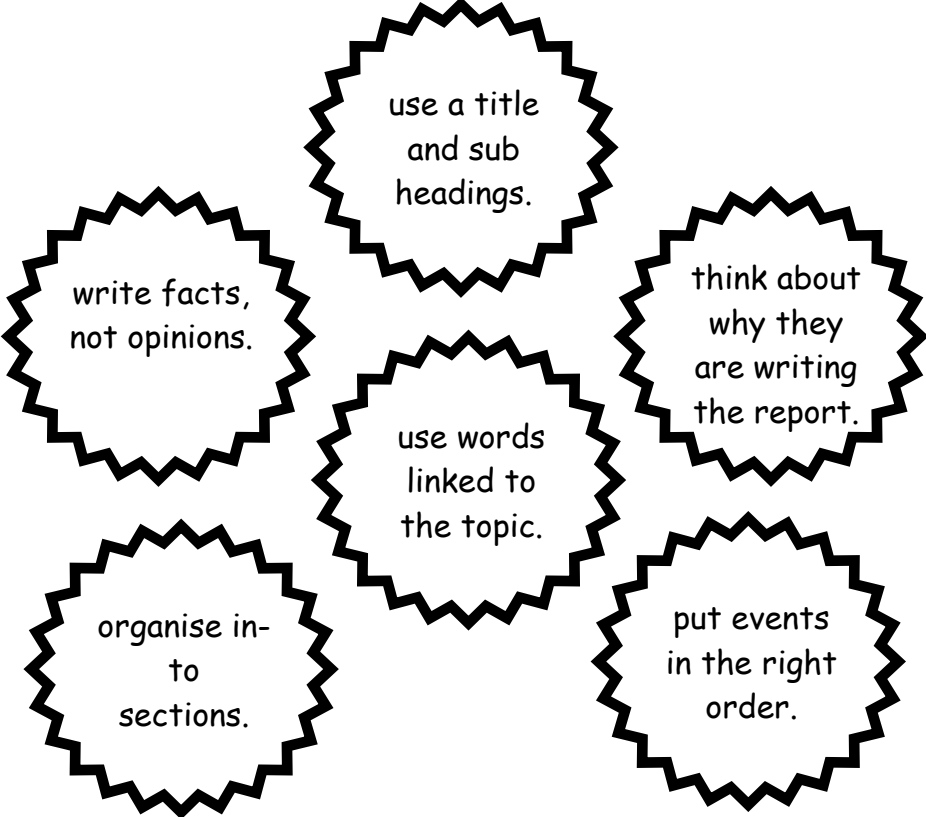 use a title
and sub
headings.
write facts,
not opinions.
think about
why they
are writing
the report.
use words
linked to
the topic.
organise in-
to
sections.
put events
in the right
order.